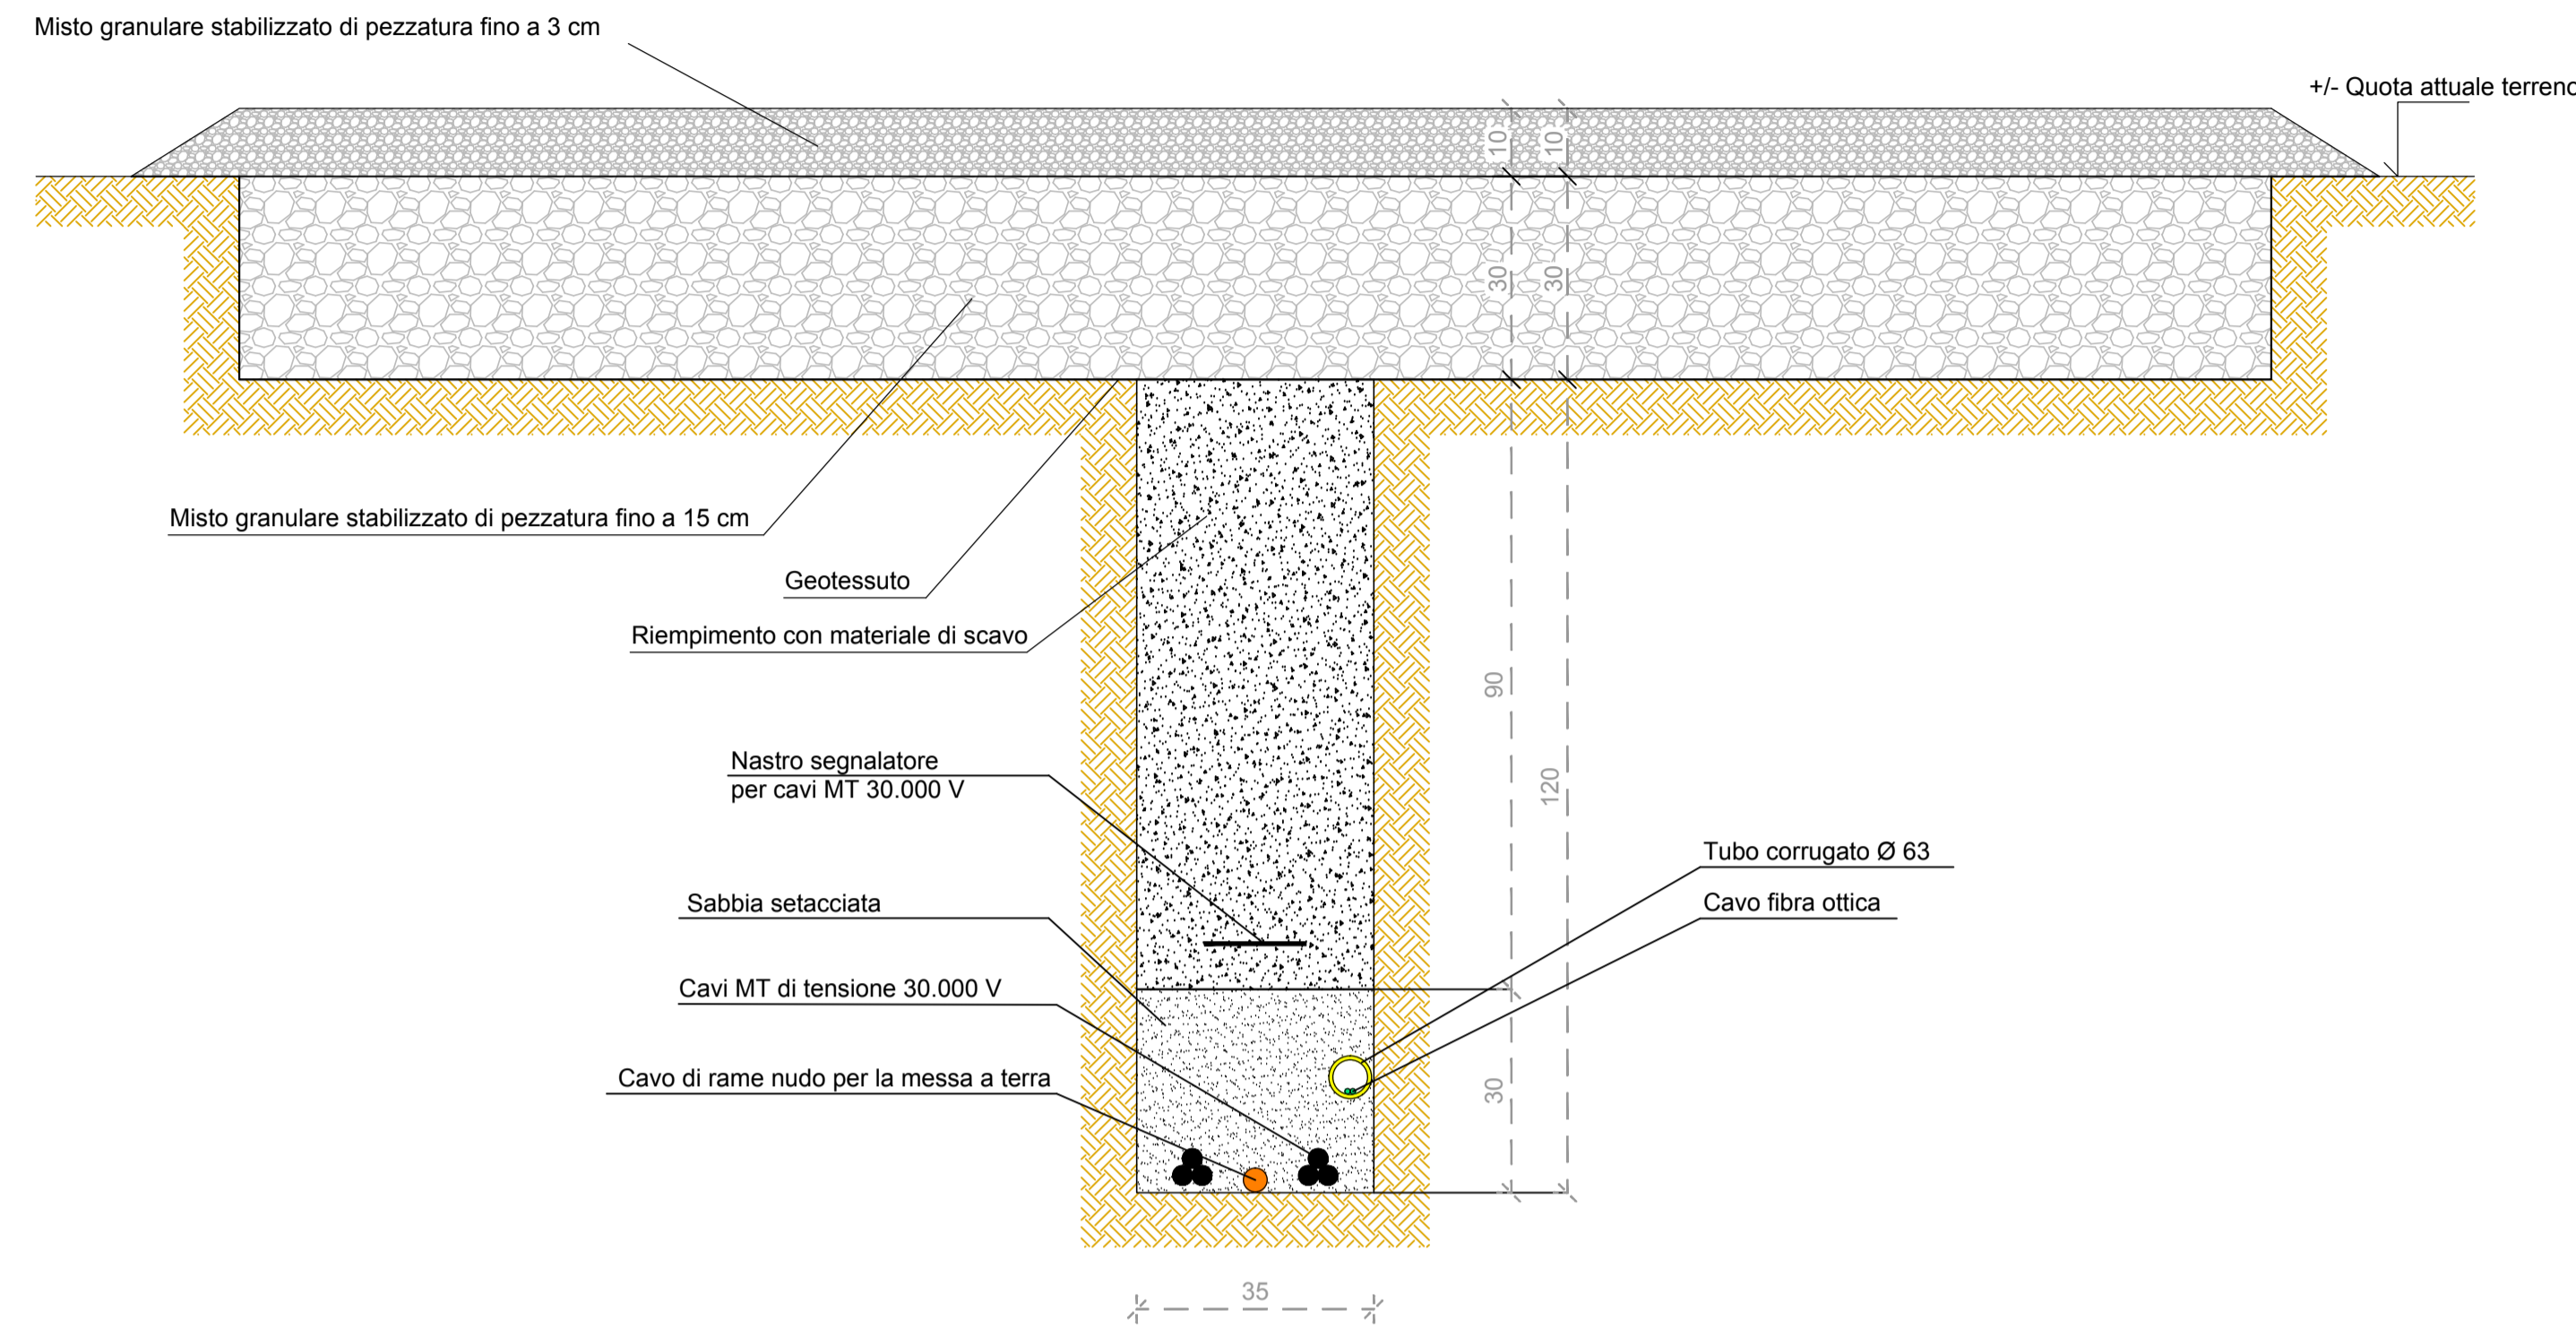 Misto granulare stabilizzato di pezzatura fino a 3 cm
+/- Quota attuale terreno
10
10
30
30
Misto granulare stabilizzato di pezzatura fino a 15 cm
Geotessuto
Riempimento con materiale di scavo
90
Nastro segnalatore
per cavi MT 30.000 V
120
Tubo corrugato Ø 63
Sabbia setacciata
Cavo fibra ottica
Cavi MT di tensione 30.000 V
Cavo di rame nudo per la messa a terra
30
35